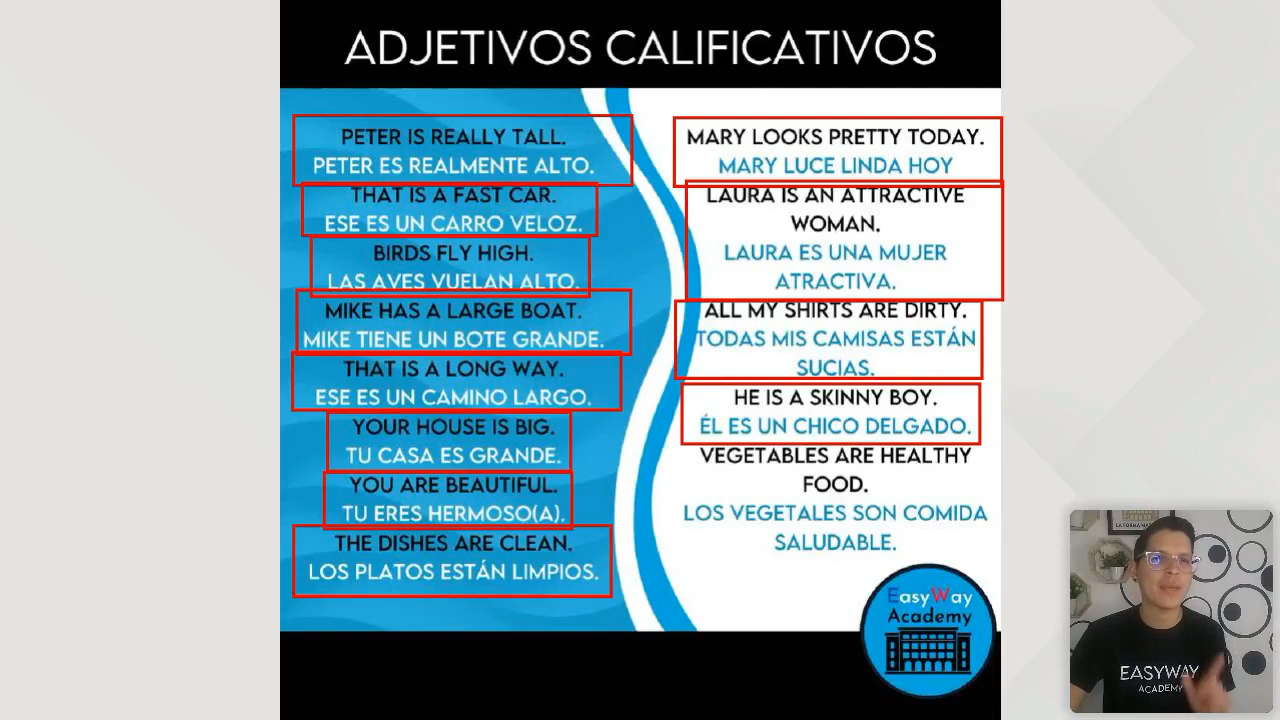 ADJETIVOS CALIFICATIVOS
PETER IS REALLY TALL.
PETER ES REALMENTE ALTO.
THAT IS A FAST CAR.
ESE ES UN CARRO VELOZ.
BIRDS FLY HIGH.
LAS AVES VUELAN ALTO.
MIKE HAS A LARGE BOAT.
MIKE TIENE UN BOTE GRANDE.
THAT IS A LONG WAY.
ESE ES UN CAMINO LARGO.
YOUR HOUSE IS BIG.
TU CASA ES GRANDE.
YOU ARE BEAUTIFUL.
TU ERES HERMOSO(A).
THE DISHES ARE CLEAN.
LOS PLATOS ESTÁN LIMPIOS.
MARY LOOKS PRETTY TODAY.
MARY LUCE LINDA HOY
LAURA IS AN ATTRACTIVE
WOMAN.
LAURA ES UNA MUJER
ATRACTIVA.
ALL MY SHIRTS ARE DIRTY.
TODAS MIS CAMISAS ESTÁN
SUCIAS.
HE IS A SKINNY BOY.
ÉL ES UN CHICO DELGADO.
VEGETABLES ARE HEALTHY
FOOD.
LOS VEGETALES SON COMIDA
SALUDABLE.
EasyWay
Academy
EASYWAY
ACADEMY